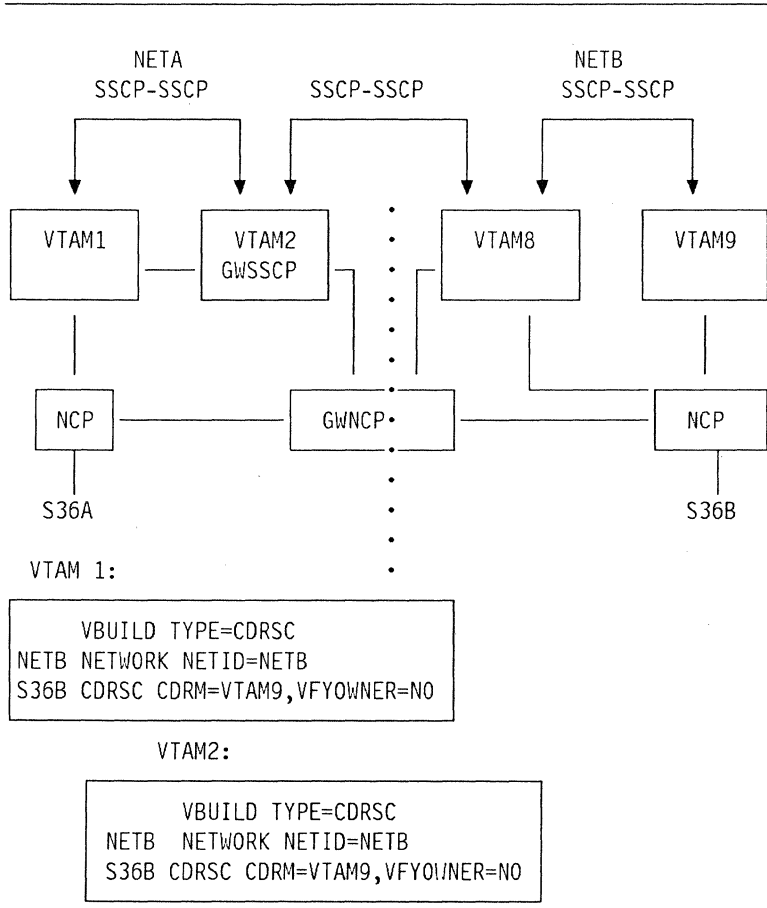 NETA NETB
SSCP-SSCP SSCP-SSCP SSCP-SSCP
VTAM1 VTAM2 VTAM8 VTAM9
GWSSCP
NCP GWNCP NCP
S36A S36B
VTAM 1:
VBUILD TYPE=CDRSC
NETB NETWORK NETID=NETB
S36B CDRSC CDRM=VTAM9,VFYOWNER=NO
VTAM2:
VBUILD TYPE=CDRSC
NETB NETWORK NETID=NETB
S36B CDRSC CDRM=VTAM9,VFYOWNER=NO